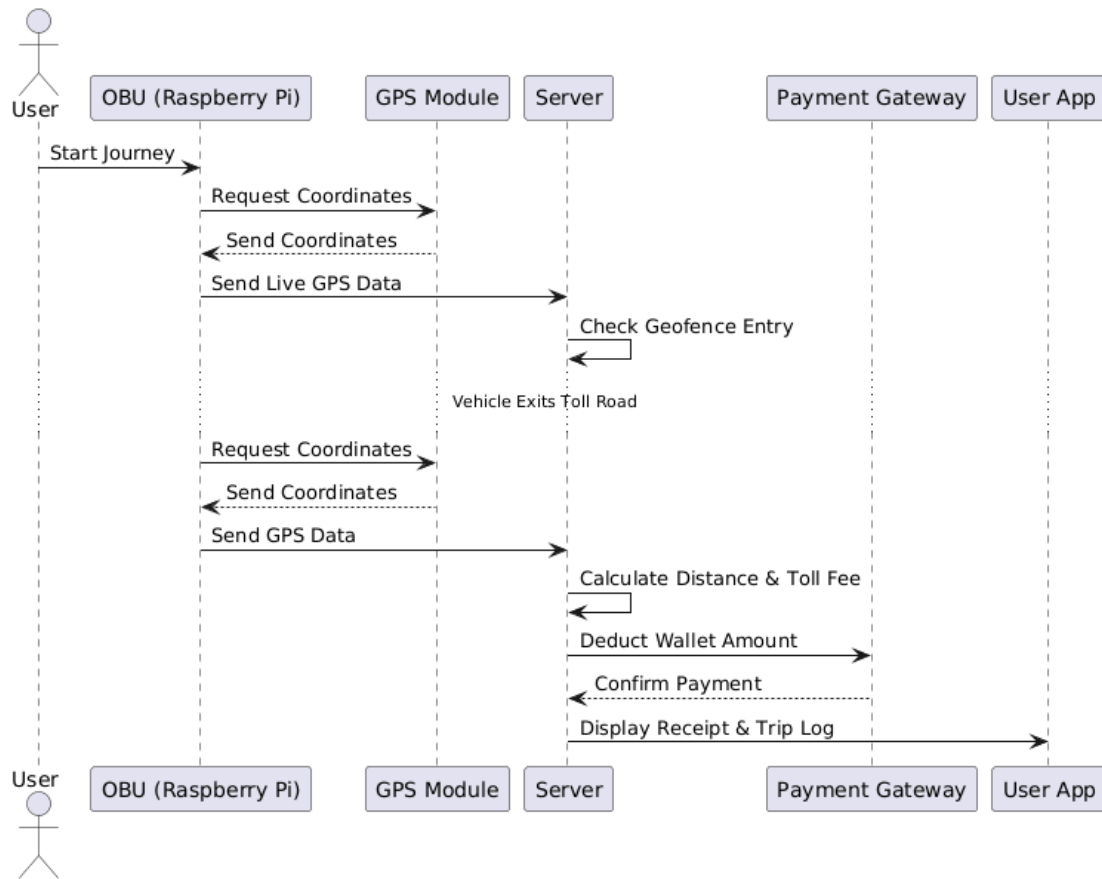 User
OBU (Raspberry Pi)
GPS Module
Server
Payment Gateway
User App
Start Journey
Request Coordinates
Send Coordinates
Send Live GPS Data
Check Geofence Entry
Vehicle Exits Toll Road
Request Coordinates
Send Coordinates
Send GPS Data
Calculate Distance & Toll Fee
Deduct Wallet Amount
Confirm Payment
Display Receipt & Trip Log
User
OBU (Raspberry Pi)
GPS Module
Server
Payment Gateway
User App